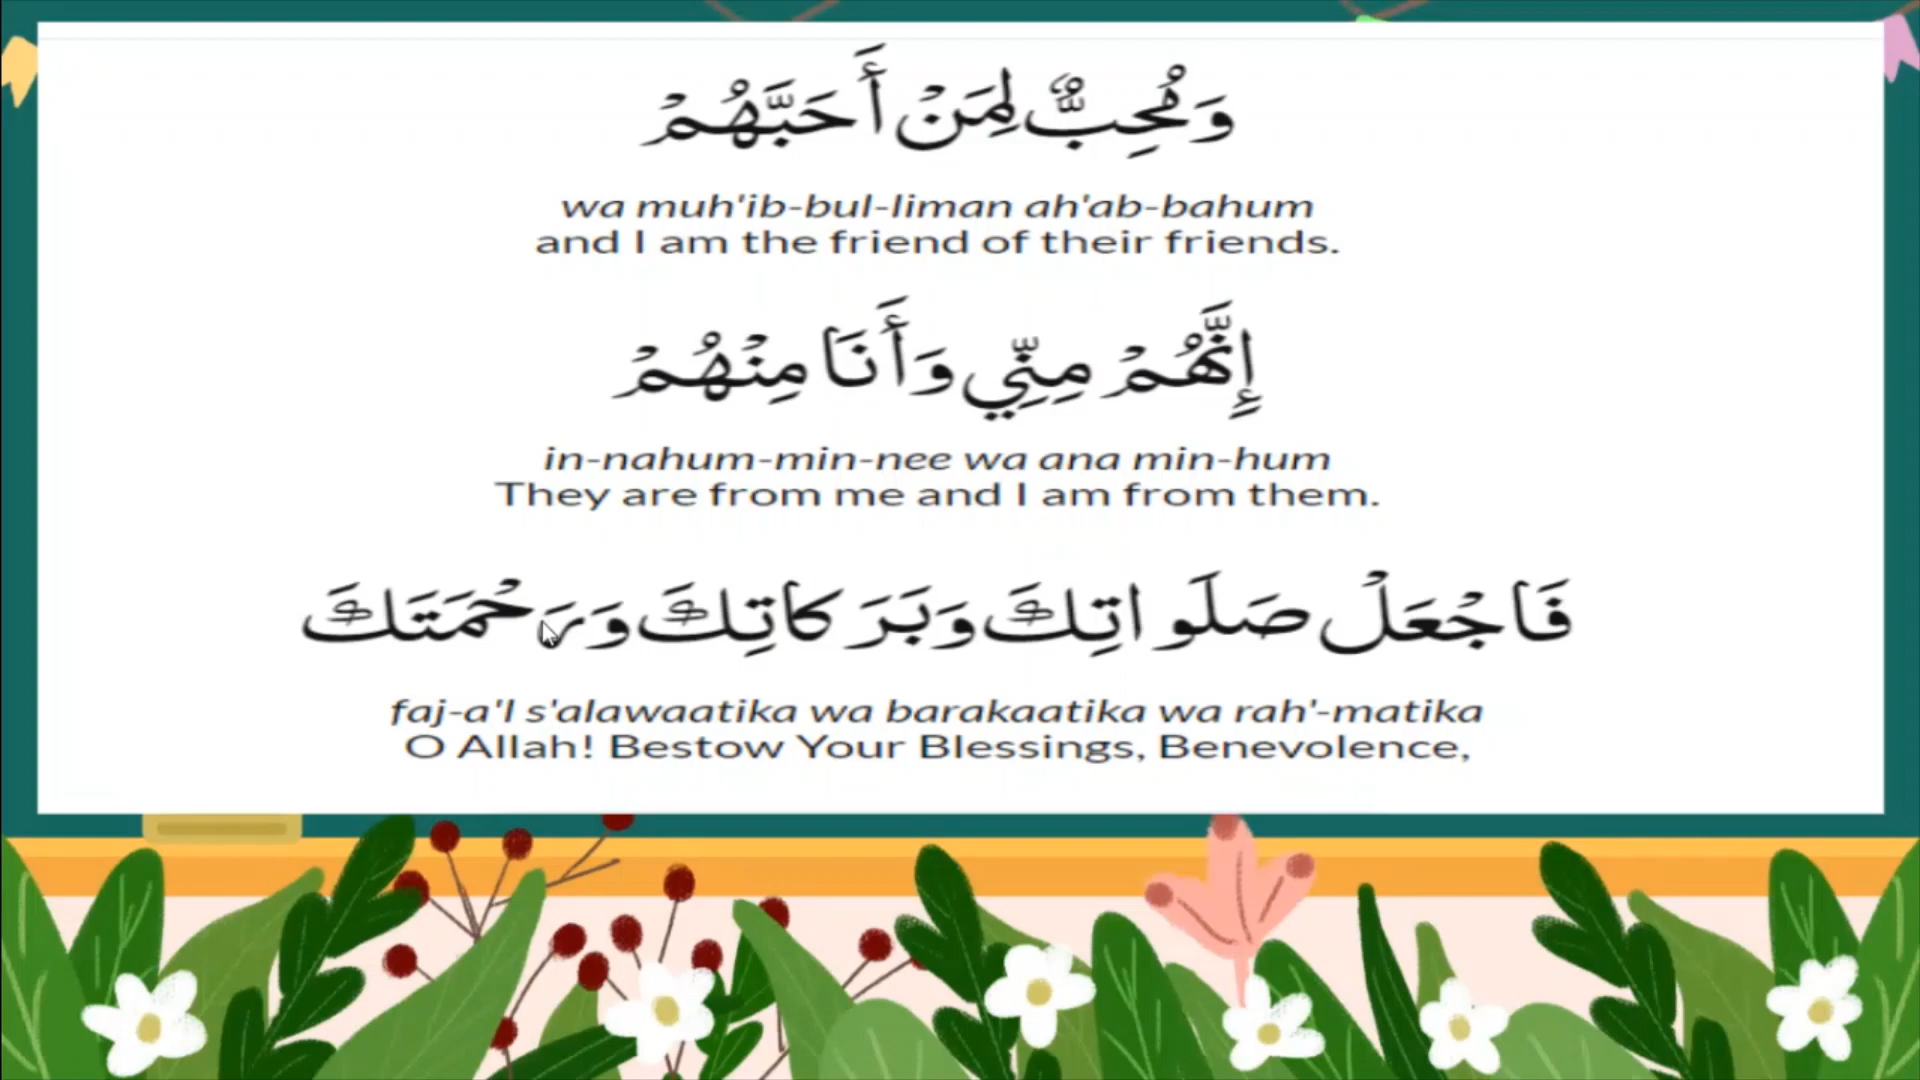 وَمُحِبٌّ لِمَنْ أَحَبَّهُمْ
wa muh'ib-bul-liman ah'ab-bahum
and I am the friend of their friends.
إِنَّهُمْ مِنِّي وَأَنَا مِنْهُمْ
in-nahum-min-nee wa ana min-hum
They are from me and I am from them.
فَاجْعَلْ صَلَواتِكَ وَبَرَكاتِكَ وَرَحْمَتَكَ
faj-a'l s'alawaatika wa barakaatika wa rah'-matika
O Allah! Bestow Your Blessings, Benevolence,